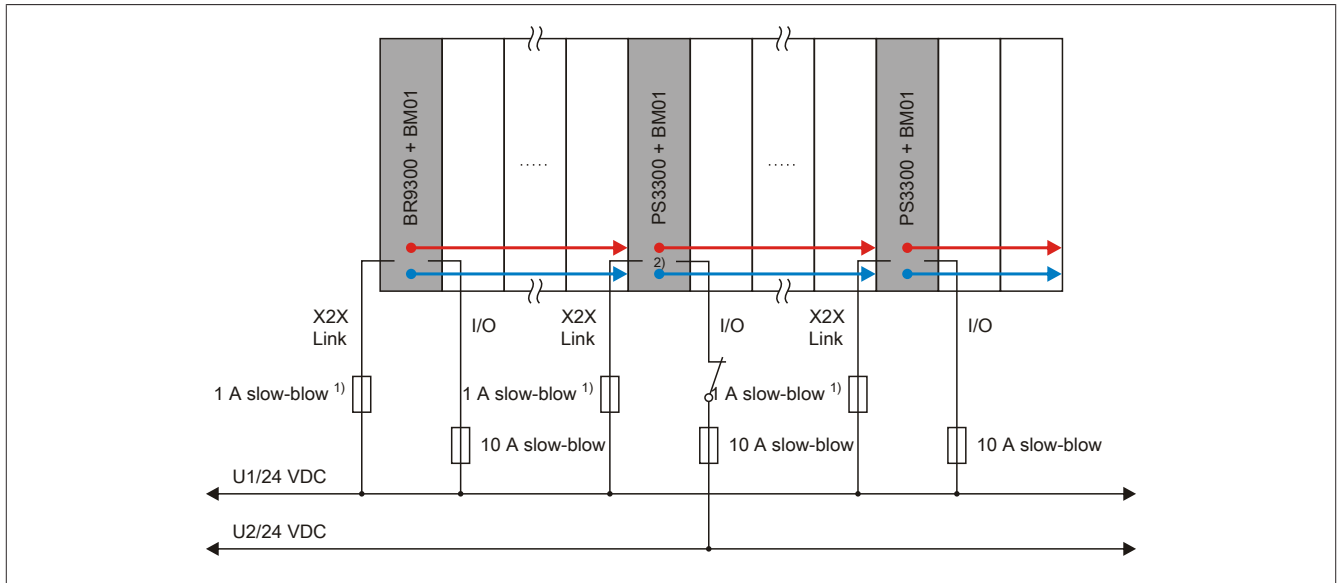 BR9300 + BM01
PS3300 + BM01
PS3300 + BM01
.....
.....
2)
X2X
Link
I/O
X2X
Link
I/O
X2X
Link
I/O
1 A slow-blow 1)
1 A slow-blow 1)
1 A slow-blow 1)
10 A slow-blow
10 A slow-blow
10 A slow-blow
U1/24 VDC
U2/24 VDC